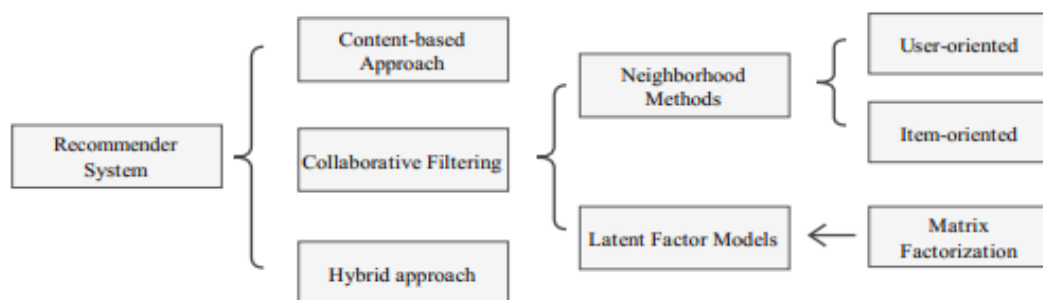 Recommender
System
Content-based
Approach
Collaborative Filtering
Hybrid approach
Neighborhood
Methods
Latent Factor Models
User-oriented
Item-oriented
Matrix
Factorization